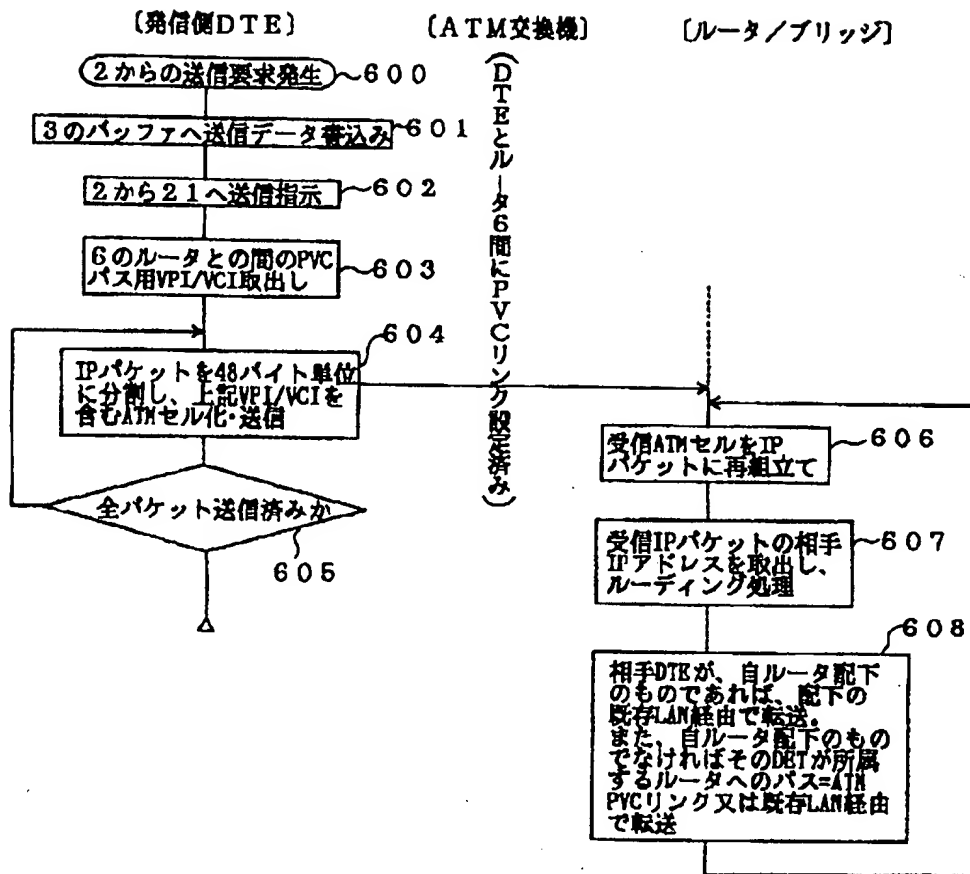 [発信側DTE]
[ATM交換機]
[ルータ/ブリッジ]
2からの送信要求発生
600
3のバッファへ送信データ書込み
601
2から21へ送信指示
602
6のルータとの間のPVC
パス用VPI/VCI取出し
603
604
IPパケットを48バイト単位
に分割し、上記VPI/VCIを
含むATMセル化・送信
全パケット送信済みか
605
(DTEとルータ6間にPVCリンク設定済み)
受信ATMセルをIP
パケットに再組立て
606
受信IPパケットの相手
IPアドレスを取出し、
ルーディング処理
607
608
相手DTEが、自ルータ配下
のものであれば、配下の
既存LAN経由で転送.
また、自ルータ配下のもの
でなければそのDETが所属
するルータへのパス=ATM
PVCリンク又は既存LAN経由
で転送